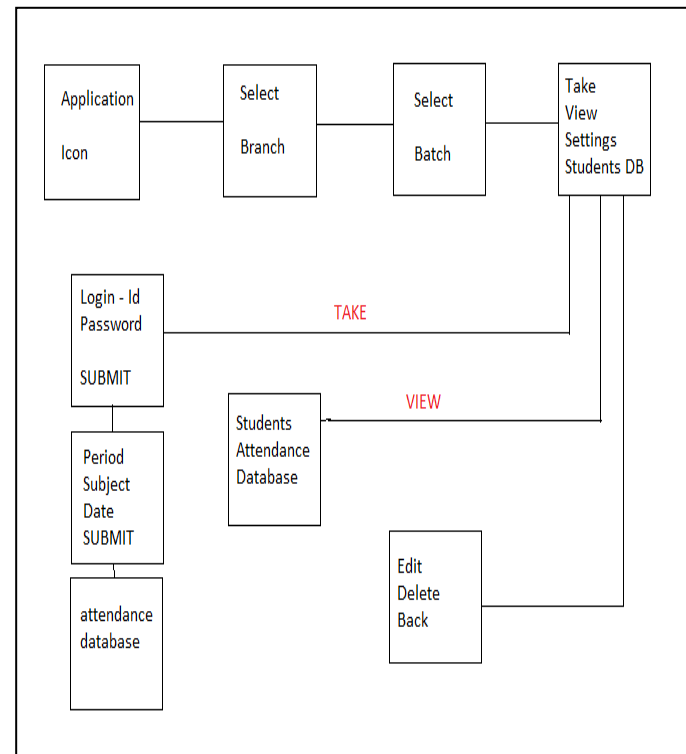 Application
Icon
Select
Branch
Select
Batch
Take
View
Settings
Students DB
Login - Id
Password
SUBMIT
TAKE
Period
Subject
Date
SUBMIT
attendance
database
Students
Attendance
Database
VIEW
Edit
Delete
Back